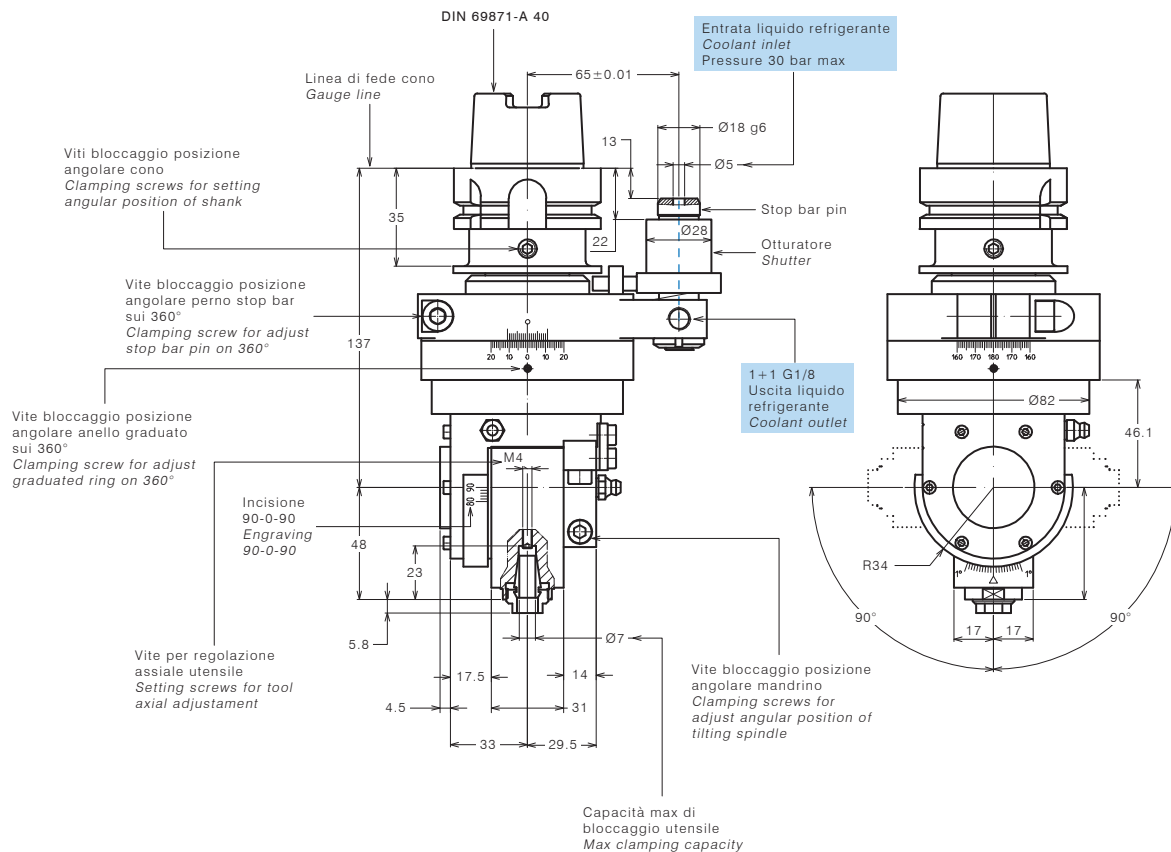 DIN 69871-A 40
Entrata liquido refrigerante
Coolant inlet
Pressure 30 bar max
Linea di fede cono
Gauge line
65±0.01
Ø18 g6
13
Ø5
Viti bloccaggio posizione
angolare cono
Clamping screws for setting
angular position of shank
35
22
Stop bar pin
Ø28
Otturatore
Shutter
Vite bloccaggio posizione
angolare perno stop bar
sui 360°
Clamping screw for adjust
stop bar pin on 360°
137
20 10 0 10 20
160 170 180 170 160
1+1 G1/8
Uscita liquido
refrigerante
Coolant outlet
Ø82
46.1
Vite bloccaggio posizione
angolare anello graduato
sui 360°
Clamping screw for adjust
graduated ring on 360°
M4
80 90
Incisione
90-0-90
Engraving
90-0-90
48
23
5.8
R34
1° 1°
90°
90°
17
17
Ø7
Vite per regolazione
assiale utensile
Setting screws for tool
axial adjustament
17.5
14
4.5
31
33
29.5
Vite bloccaggio posizione
angolare mandrino
Clamping screws for
adjust angular position of
tilting spindle
Capacità max di
bloccaggio utensile
Max clamping capacity